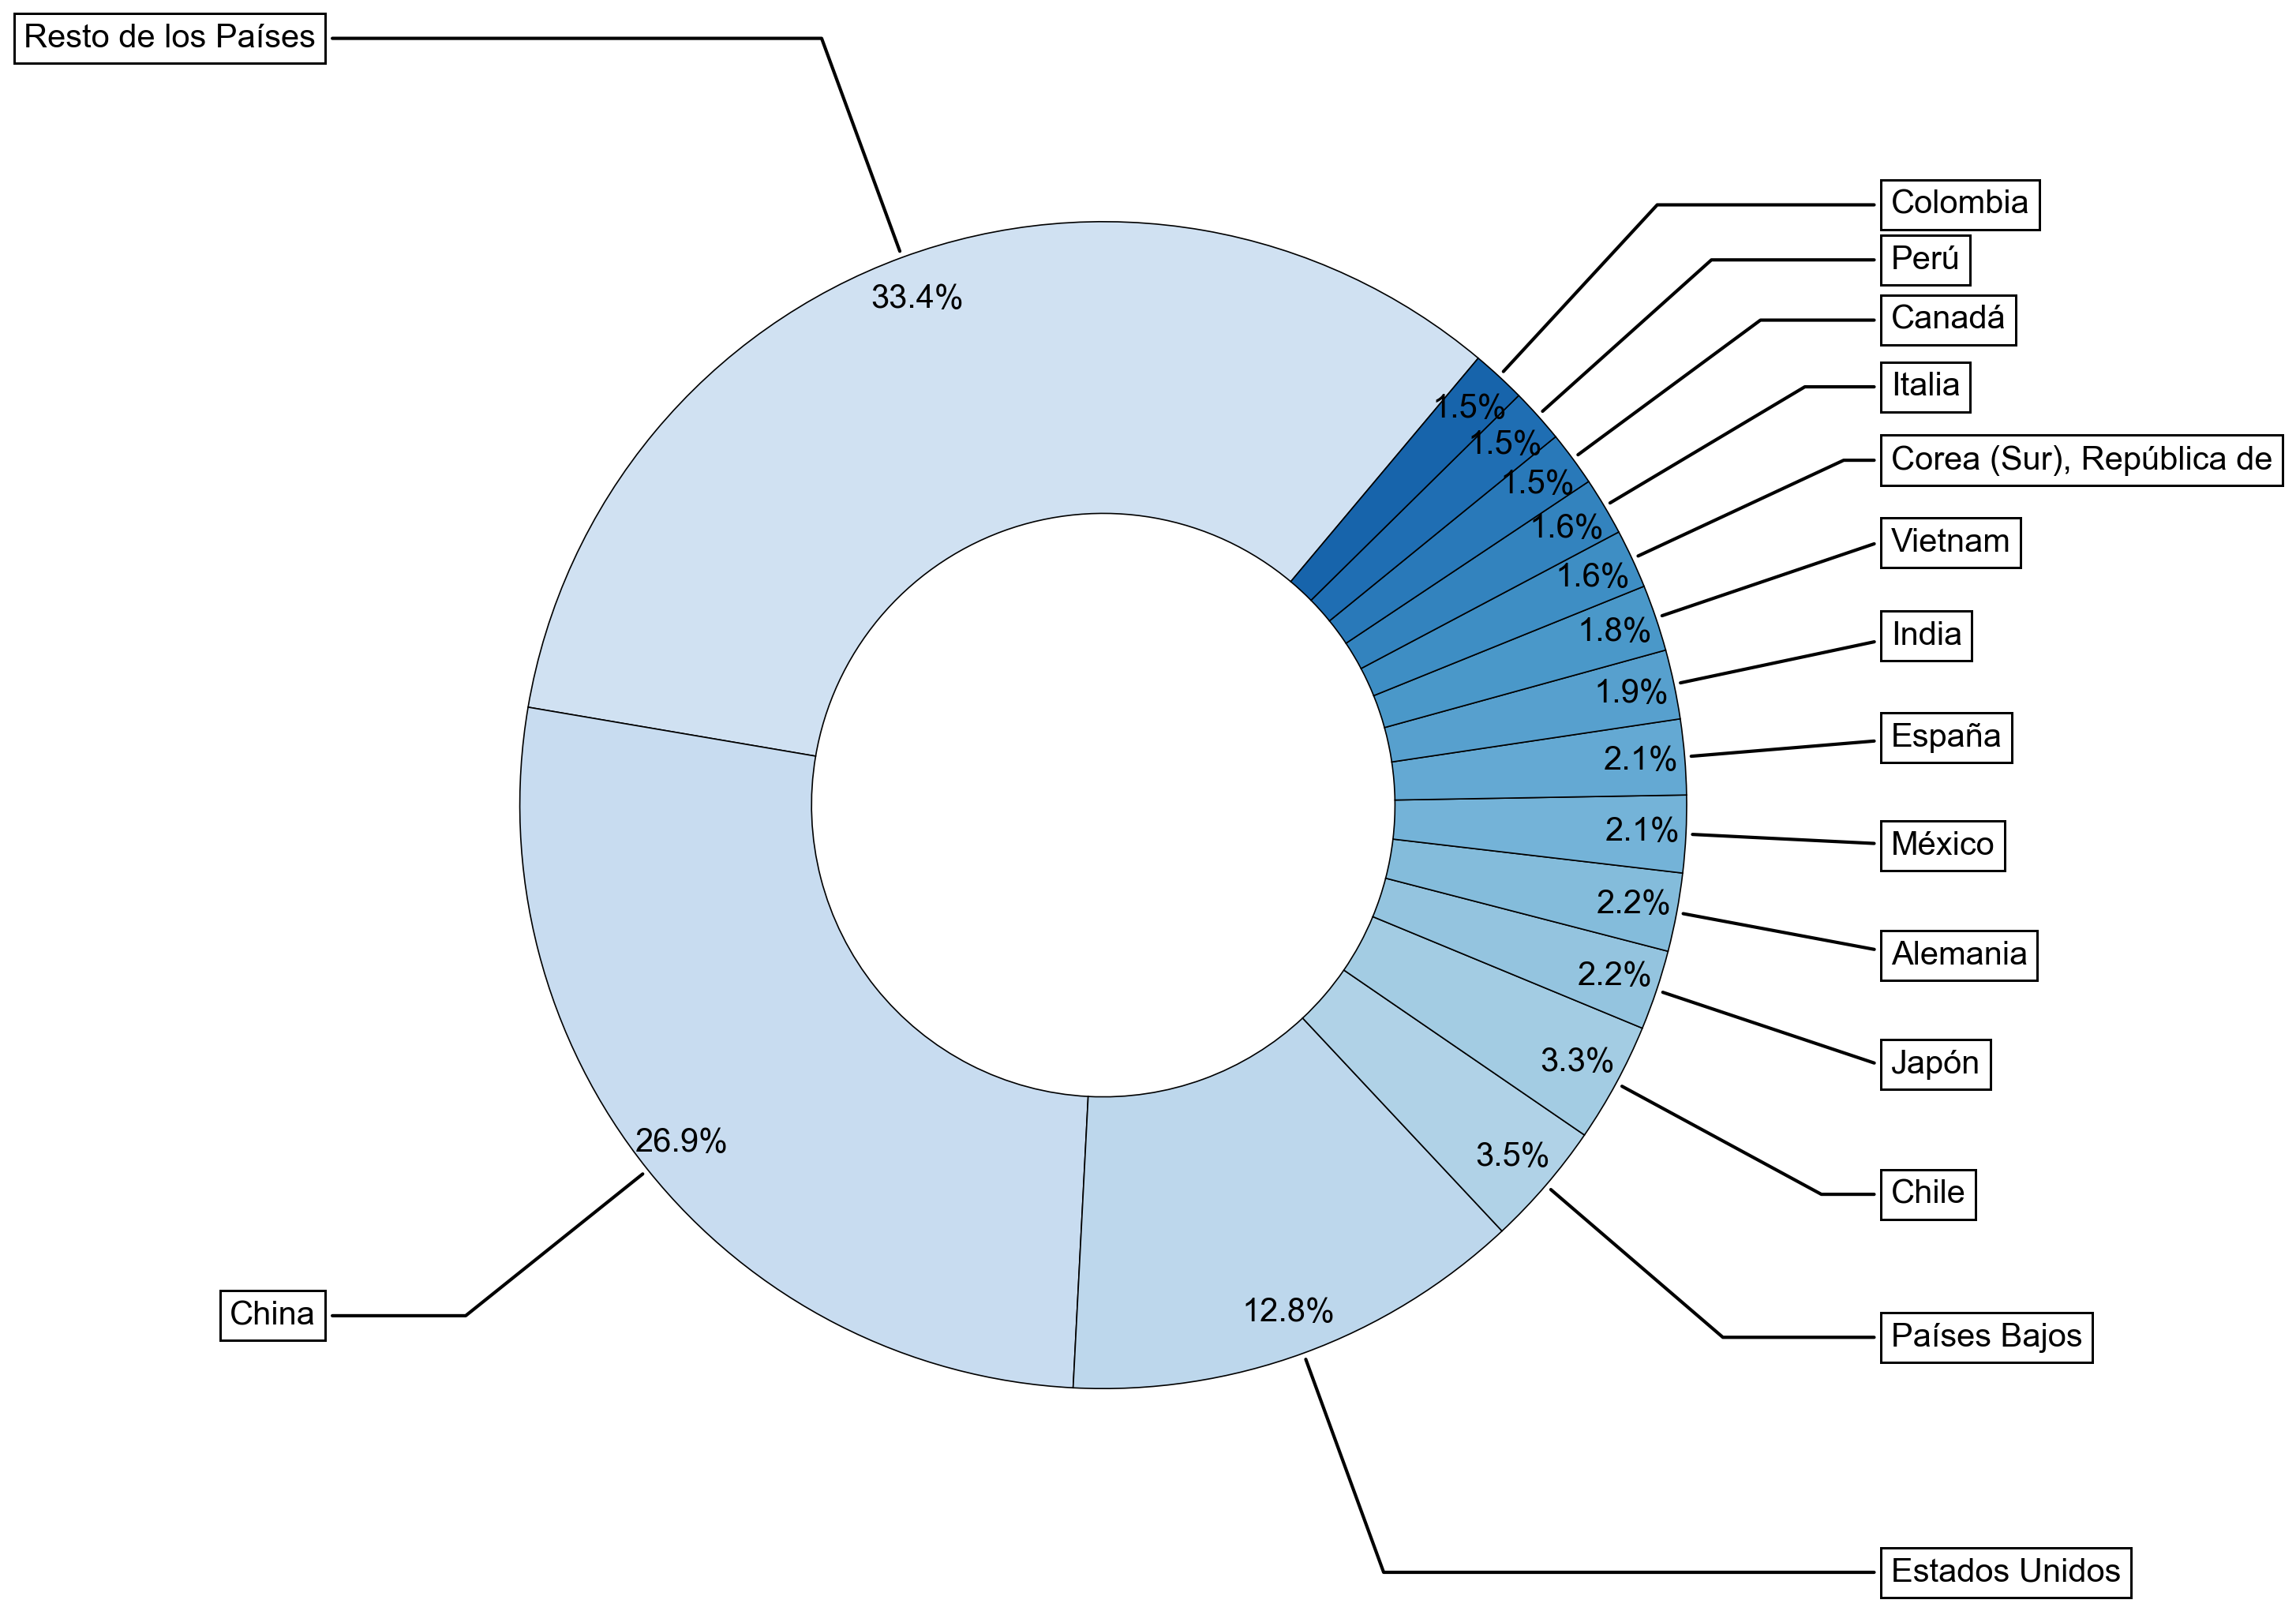 Resto de los Países
33.4%
Colombia
1.5%
Perú
1.5%
Canadá
1.5%
Italia
1.6%
Corea (Sur), República de
1.6%
Vietnam
1.8%
India
1.9%
España
2.1%
México
2.1%
Alemania
2.2%
Japón
2.2%
Chile
3.3%
Países Bajos
3.5%
Estados Unidos
12.8%
China
26.9%